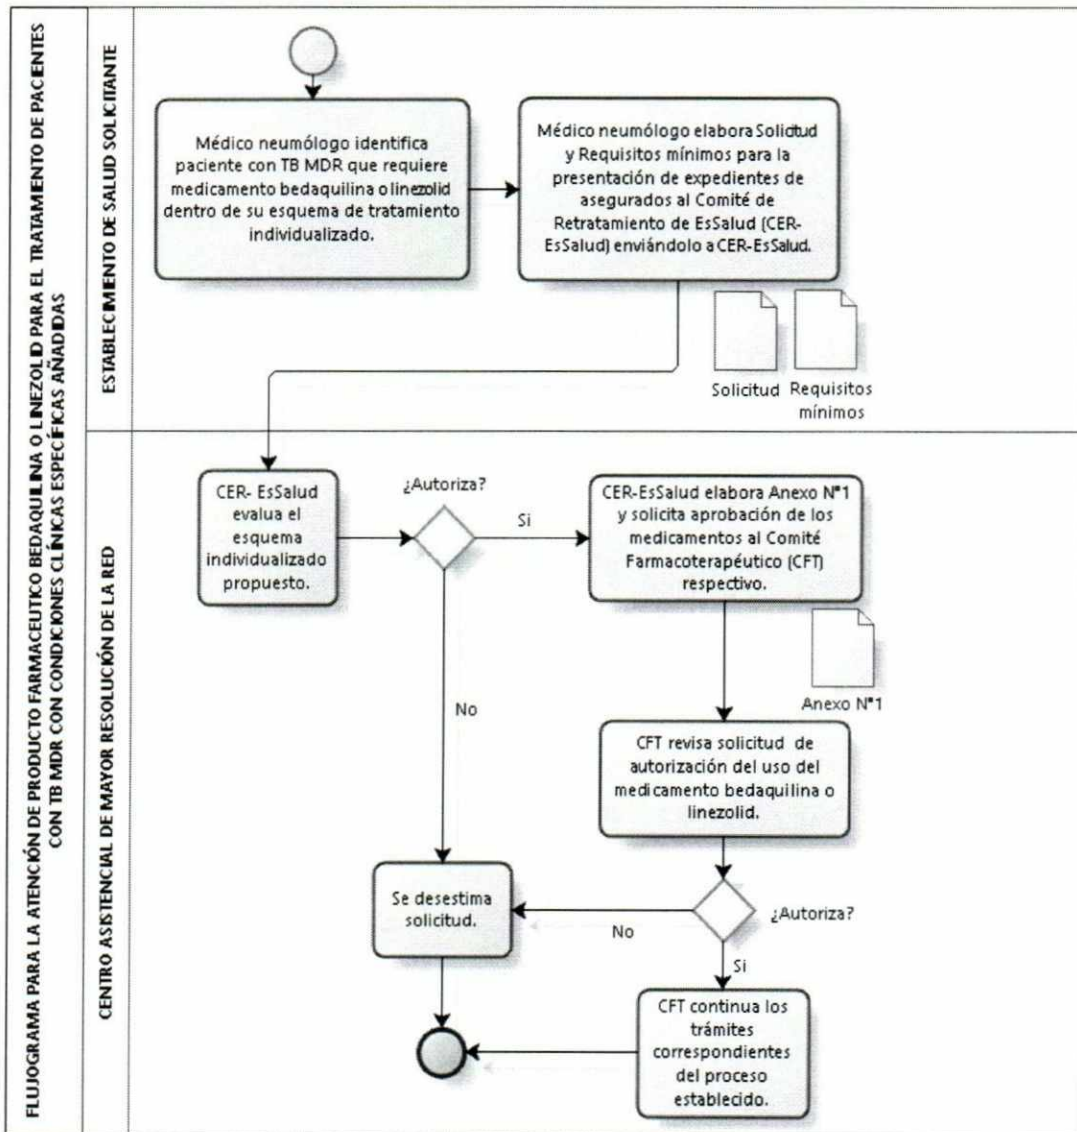 FLUJOGRAMA PARA LA ATENCIÓN DE PRODUCTO FARMACEUTICO BEDAQUILINA O LINEZOLID PARA EL TRATAMIENTO DE PACIENTES
CON TB MDR CON CONDICIONES CLÍNICAS ESPECÍFICAS AÑADIDAS
ESTABLECIMIENTO DE SALUD SOLICITANTE
Médico neumólogo identifica
paciente con TB MDR que requiere
medicamento bedaquilina o linezolid
dentro de su esquema de tratamiento
individualizado.
Médico neumólogo elabora Solicitud
y Requisitos mínimos para la
presentación de expedientes de
asegurados al Comité de
Retratamiento de EsSalud (CER-
EsSalud) enviándolo a CER-EsSalud.
Solicitud
Requisitos
mínimos
CENTRO ASISTENCIAL DE MAYOR RESOLUCIÓN DE LA RED
CER- EsSalud
evalua el
esquema
individualizado
propuesto.
¿Autoriza?
Si
No
CER-EsSalud elabora Anexo N°1
y solicita aprobación de los
medicamentos al Comité
Farmacoterapéutico (CFT)
respectivo.
Anexo N°1
CFT revisa solicitud de
autorización del uso del
medicamento bedaquilina o
linezolid.
¿Autoriza?
No
Si
Se desestima
solicitud.
CFT continua los
trámites
correspondientes
del proceso
establecido.